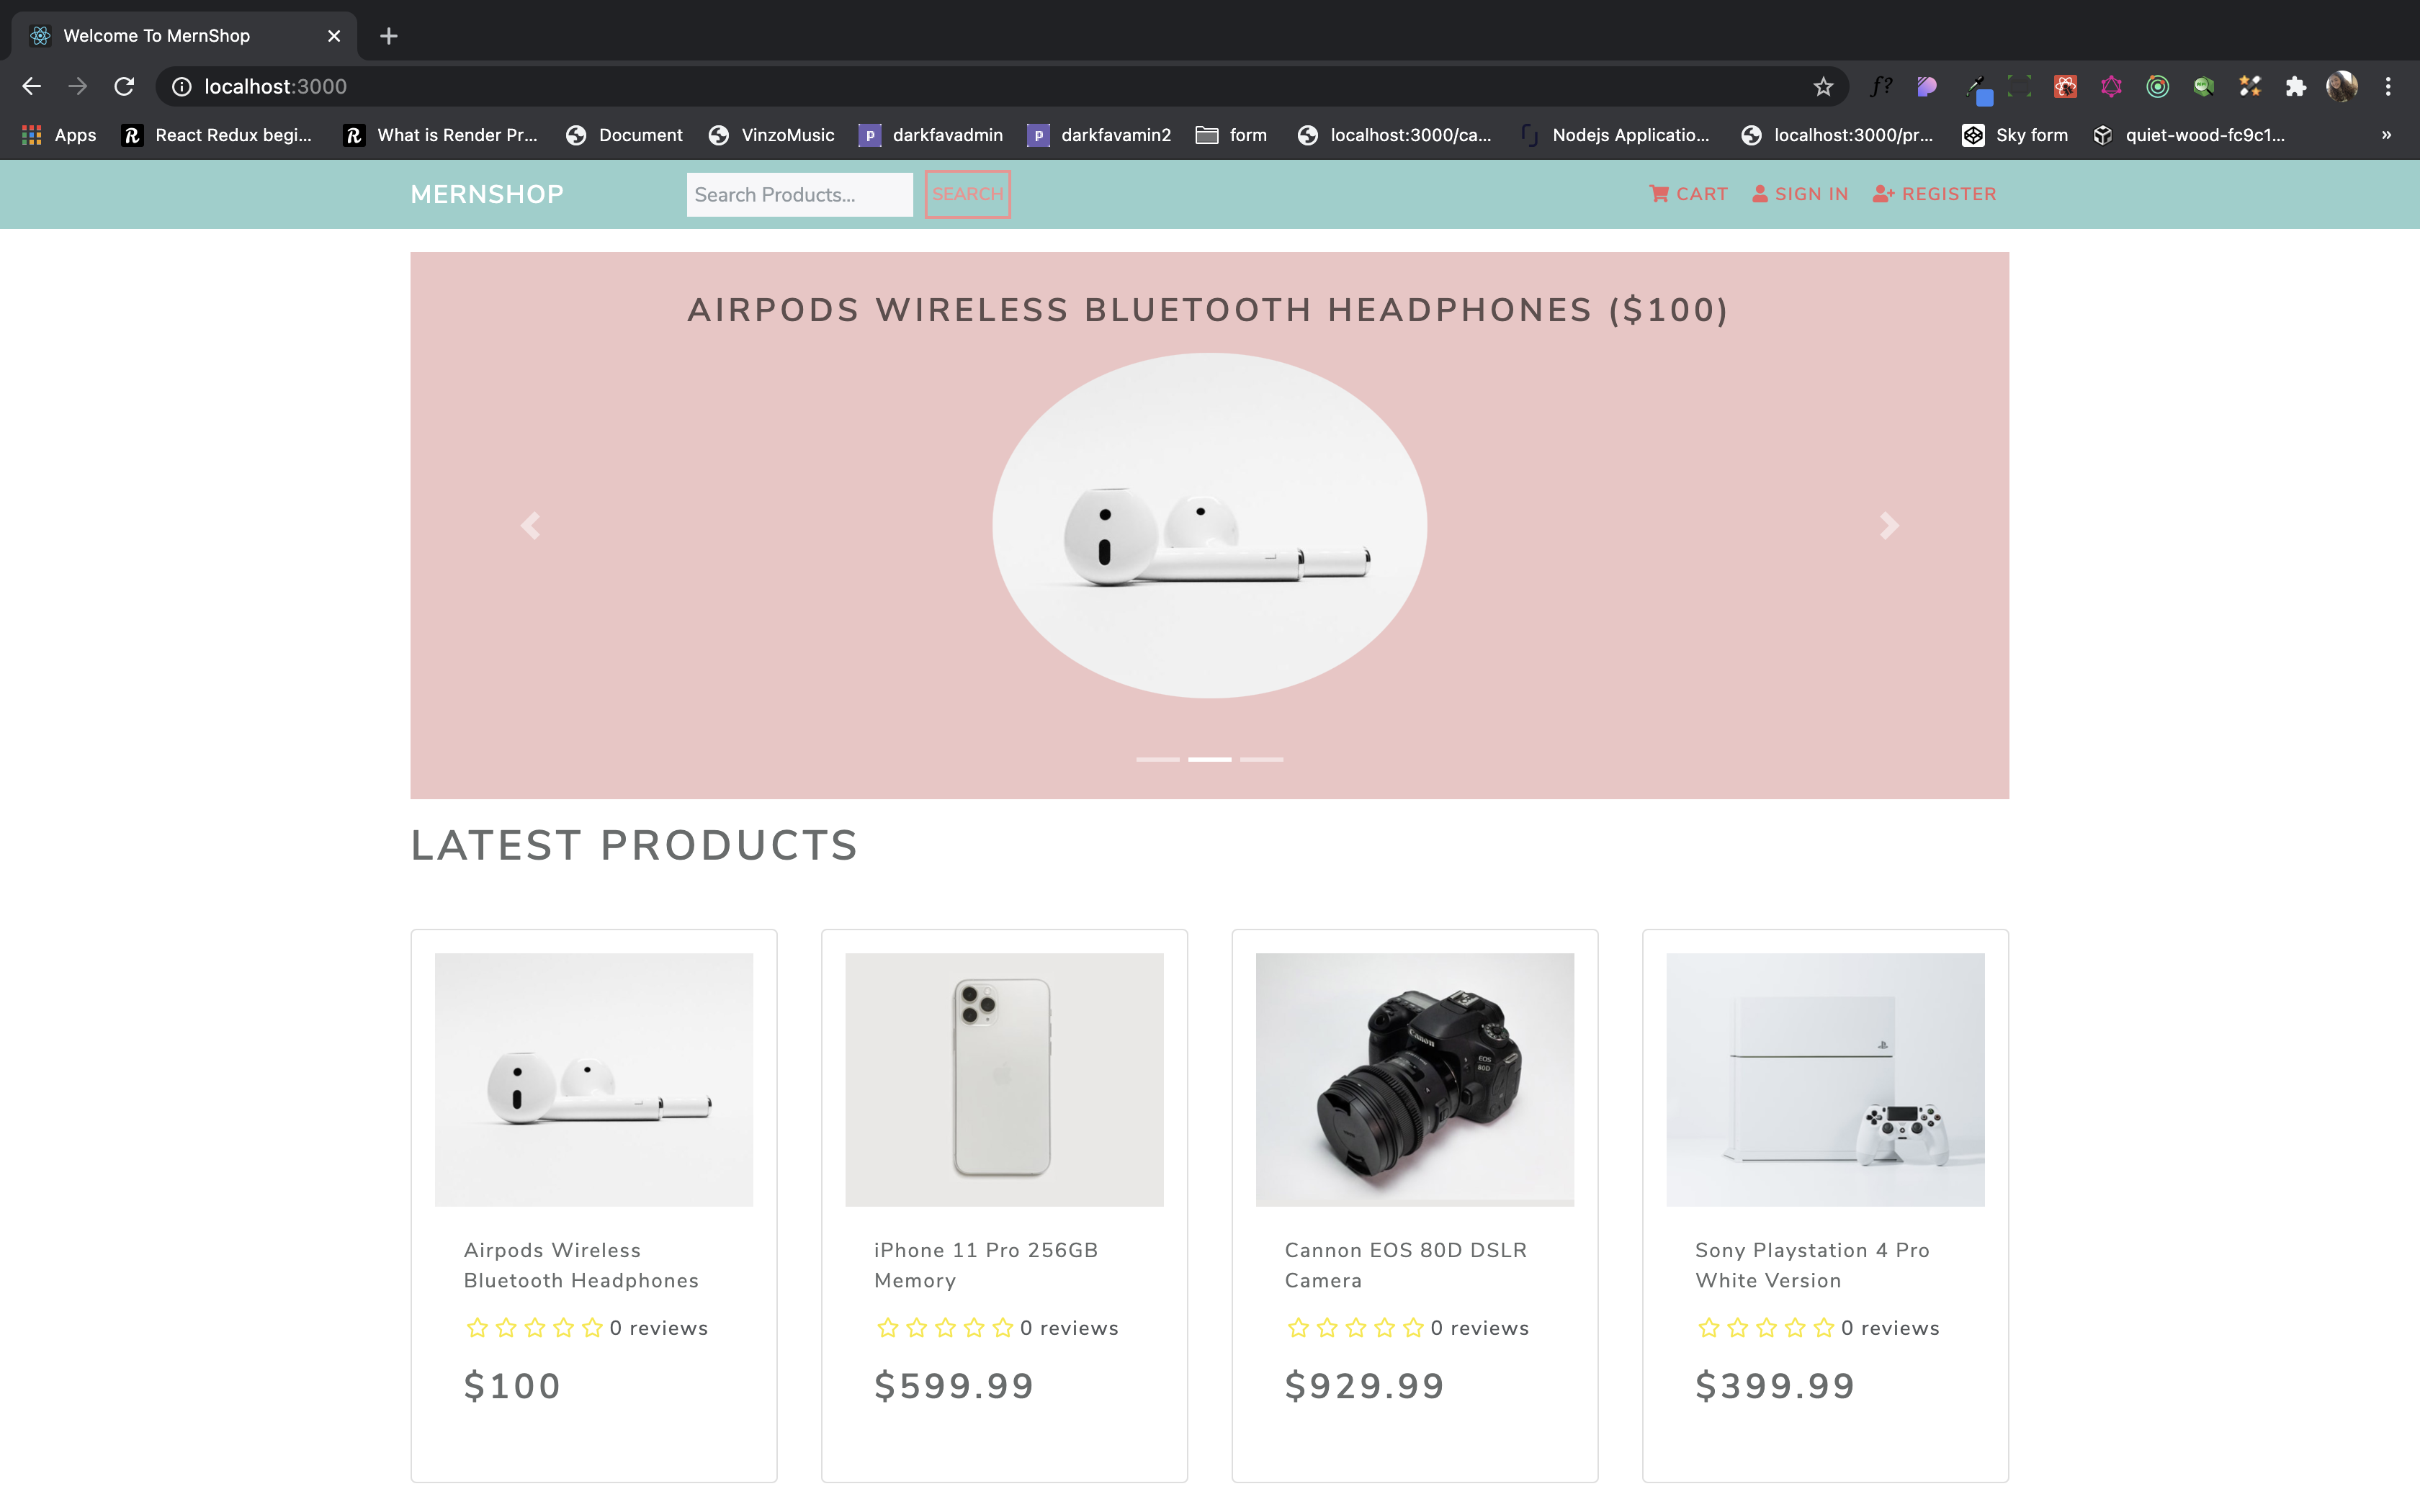 Welcome To MernShop
localhost:3000
f?
Apps
React Redux begi...
What is Render Pr...
Document
VinzoMusic
darkfavadmin
darkfavamin2
form
localhost:3000/ca...
Nodejs Applicatio...
localhost:3000/pr...
Sky form
quiet-wood-fc9c1...
»
MERNSHOP
Search Products...
SEARCH
CART
SIGN IN
REGISTER
AIRPODS WIRELESS BLUETOOTH HEADPHONES ($100)
LATEST PRODUCTS
Canon
EOS
80D
Airpods Wireless
Bluetooth Headphones
0 reviews
$100
iPhone 11 Pro 256GB
Memory
0 reviews
$599.99
Cannon EOS 80D DSLR
Camera
0 reviews
$929.99
Sony Playstation 4 Pro
White Version
0 reviews
$399.99